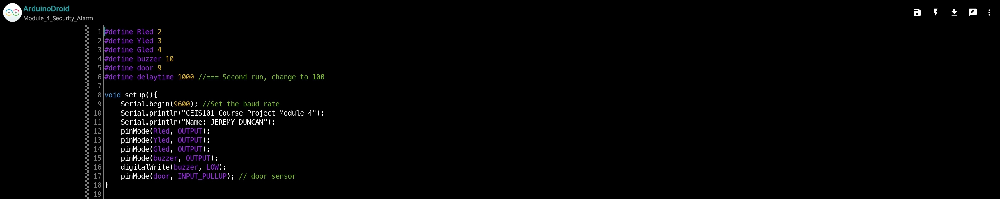 ArduinoDroid
Module_4_Security_Alarm
1 #define Rled 2
2 #define Yled 3
3 #define Gled 4
4 #define buzzer 10
5 #define door 9
6 #define delaytime 1000 //=== Second run, change to 100
7
8 void setup(){
9     Serial.begin(9600); //Set the baud rate
10     Serial.println("CEIS101 Course Project Module 4");
11     Serial.println("Name: JEREMY DUNCAN");
12     pinMode(Rled, OUTPUT);
13     pinMode(Yled, OUTPUT);
14     pinMode(Gled, OUTPUT);
15     pinMode(buzzer, OUTPUT);
16     digitalWrite(buzzer, LOW);
17     pinMode(door, INPUT_PULLUP); // door sensor
18 }
19